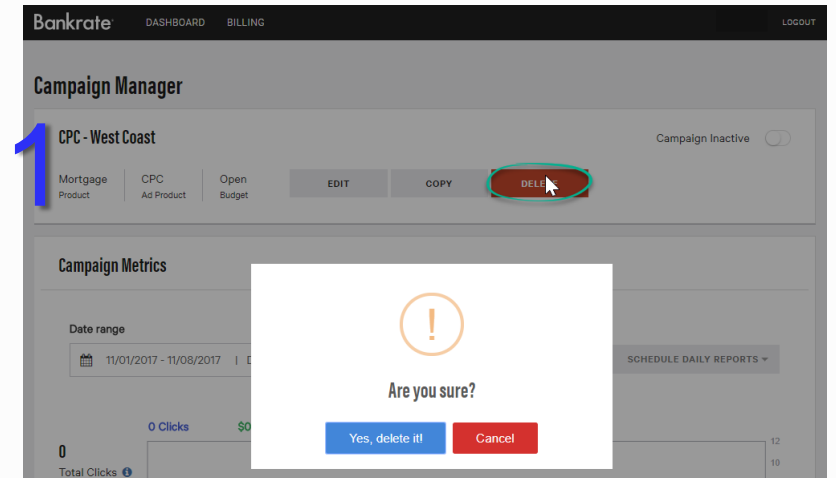 Bankrate DASHBOARD BILLING LOGOUT
Campaign Manager
1
CPC - West Coast
Campaign Inactive
Mortgage CPC Open
Product Ad Product Budget
EDIT COPY DELETE
Campaign Metrics
!
Date range
11/01/2017 - 11/08/2017 | D
SCHEDULE DAILY REPORTS
Are you sure?
0 Clicks $0
Yes, delete it! Cancel
0
Total Clicks
12
10